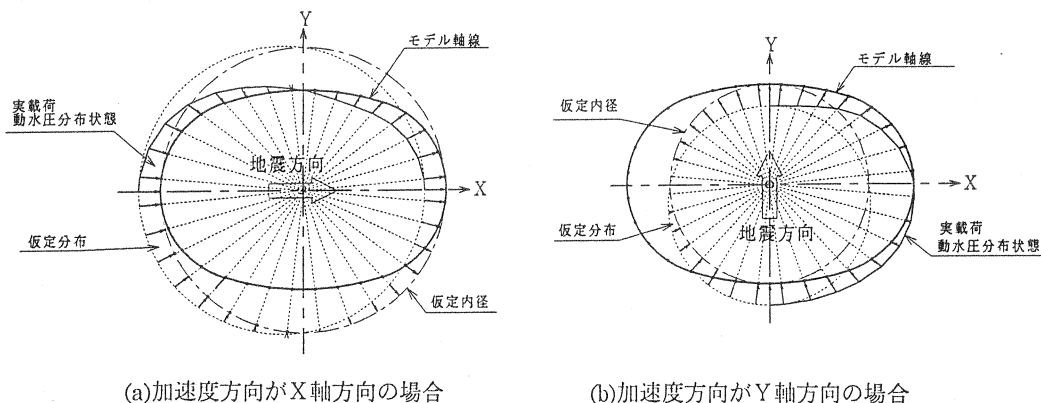 Y
モデル軸線
実載荷
動水圧分布状態
地震方向
X
仮定分布
仮定内径
(a)加速度方向がX軸方向の場合
Y
モデル軸線
仮定内径
X
仮定分布
地震方向
実載荷
動水圧分布状態
(b)加速度方向がY軸方向の場合